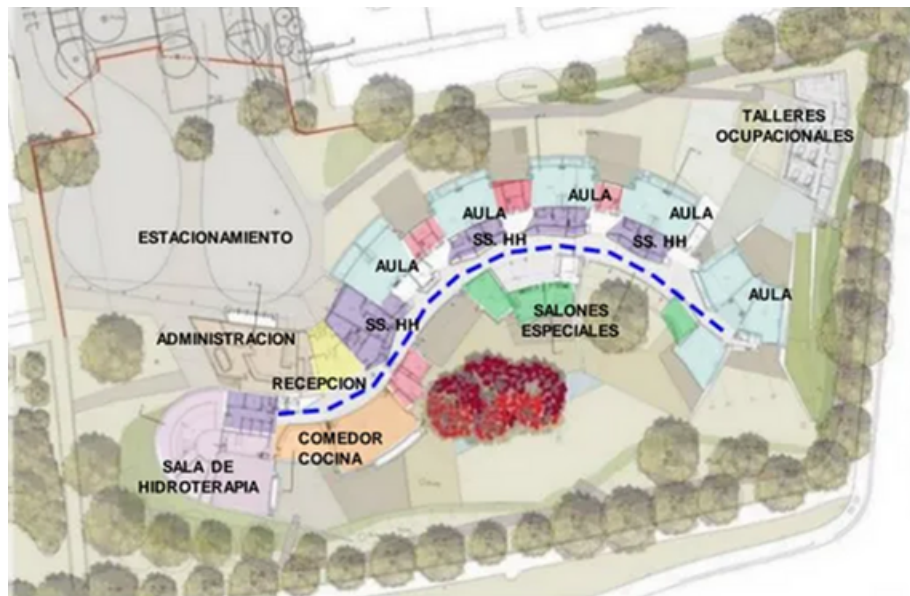 TALLERES
OCUPACIONALES
AULA
AULA
AULA
SS. HH
SS. HH
ESTACIONAMIENTO
AULA
AULA
SALONES
ESPECIALES
SS. HH
ADMINISTRACION
RECEPCION
COMEDOR
COCINA
SALA DE
HIDROTERAPIA